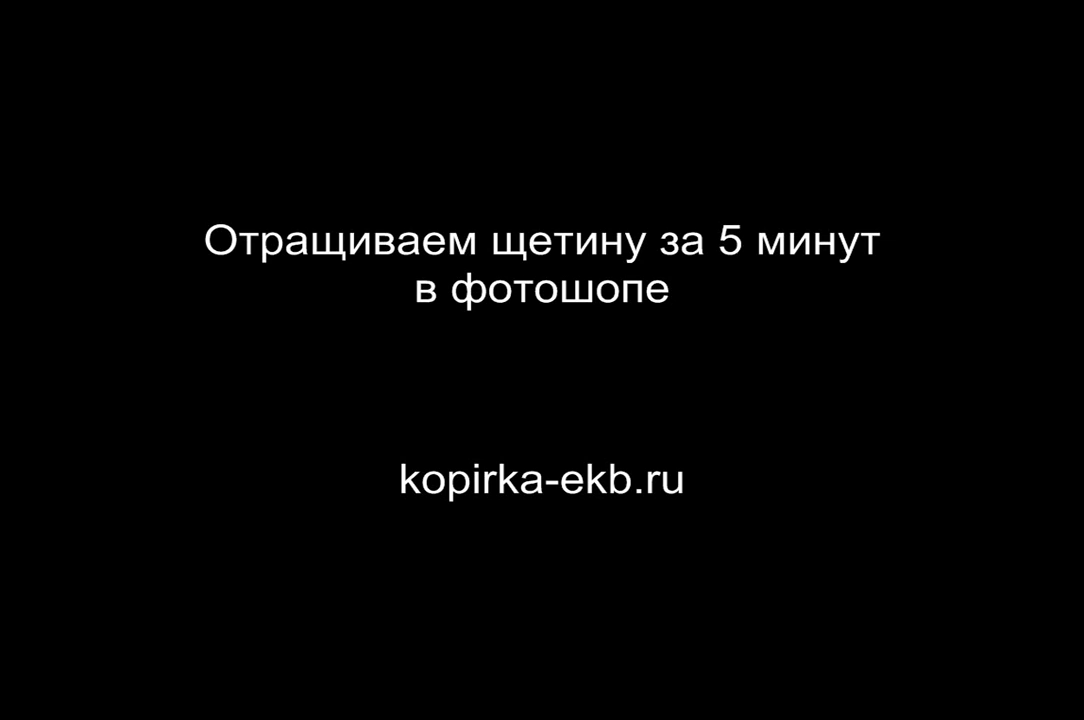 Отращиваем щетину за 5 минут
в фотошопе
kopirka-ekb.ru